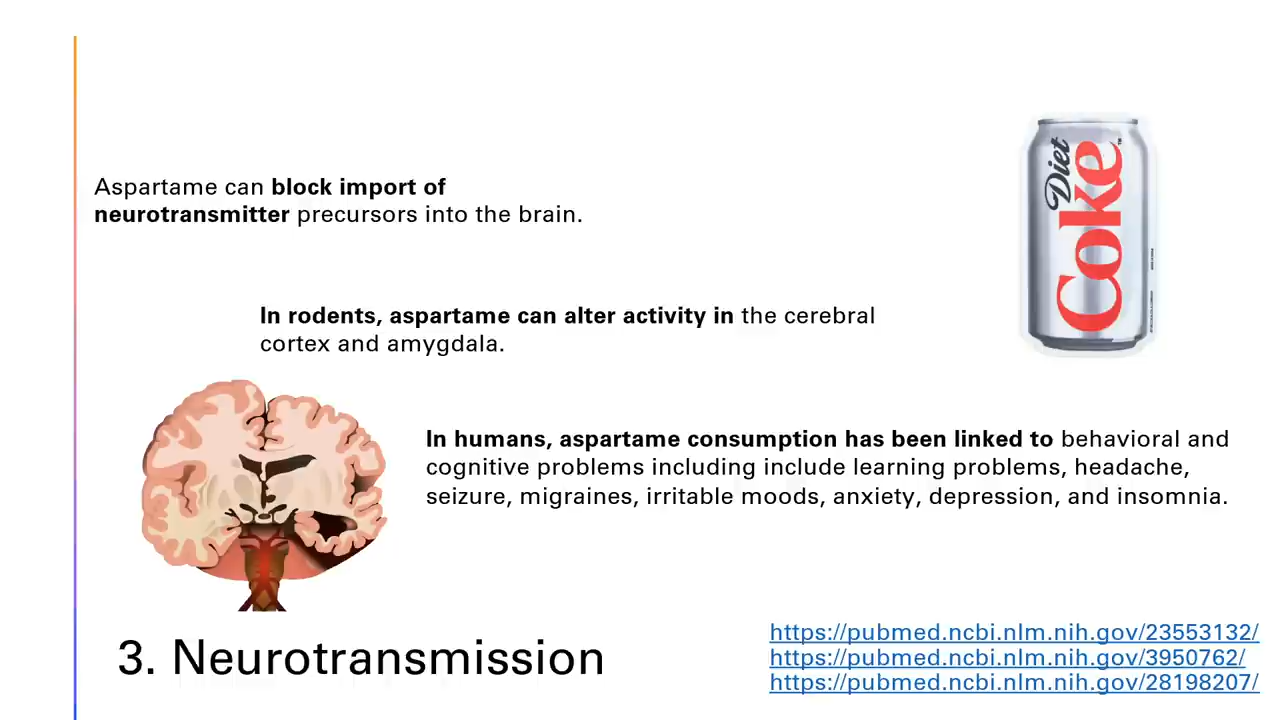 Aspartame can block import of
neurotransmitter precursors into the brain.
Diet
Coke
In rodents, aspartame can alter activity in the cerebral
cortex and amygdala.
In humans, aspartame consumption has been linked to behavioral and
cognitive problems including include learning problems, headache,
seizure, migraines, irritable moods, anxiety, depression, and insomnia.
3. Neurotransmission
https://pubmed.ncbi.nlm.nih.gov/23553132/
https://pubmed.ncbi.nlm.nih.gov/3950762/
https://pubmed.ncbi.nlm.nih.gov/28198207/